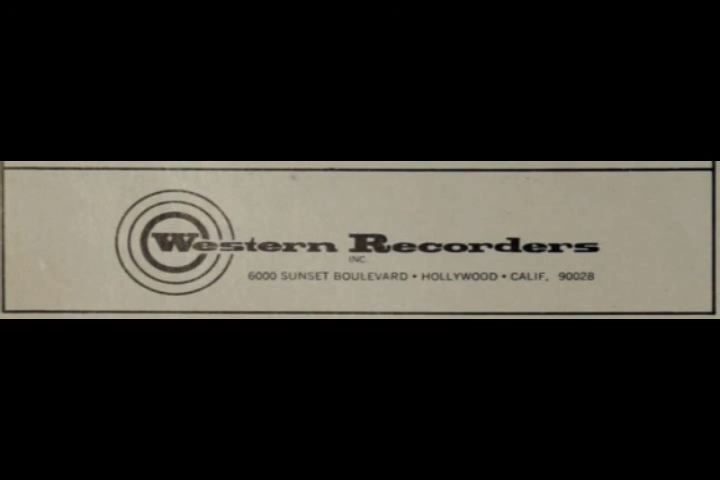 Western Recorders
INC.
6000 SUNSET BOULEVARD • HOLLYWOOD • CALIF. 90028